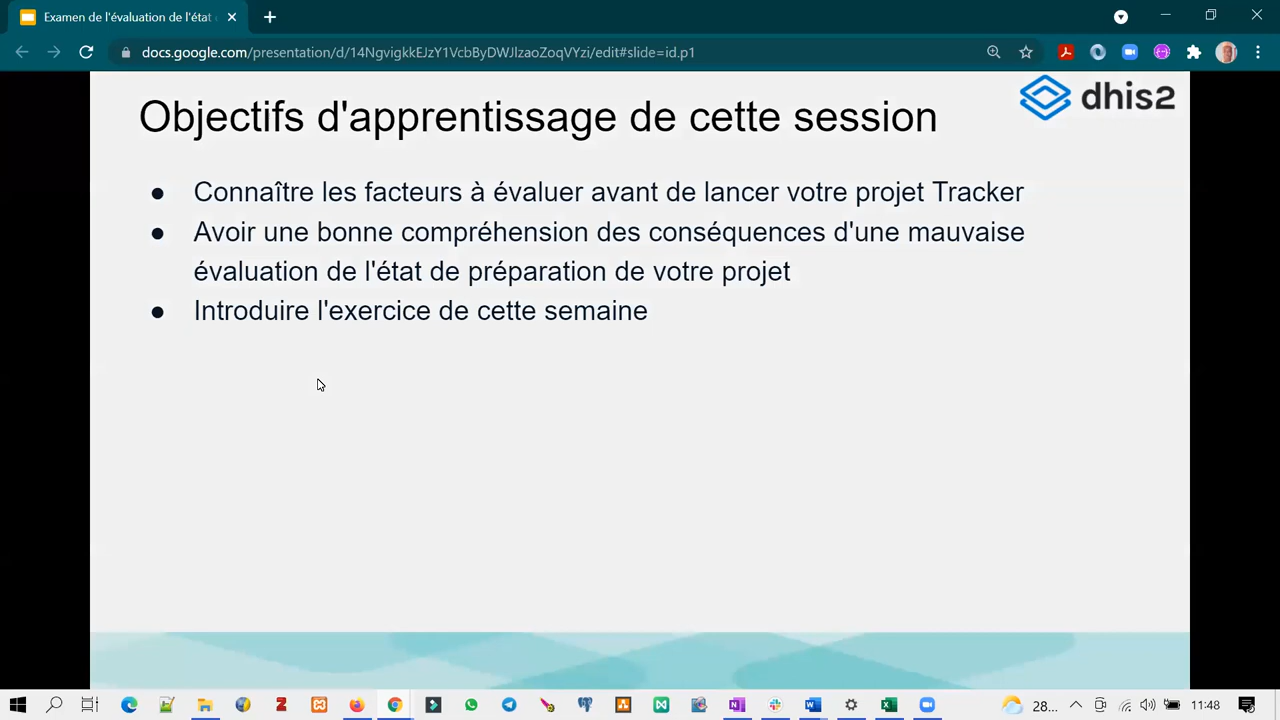 Examen de l'évaluation de l'état
docs.google.com/presentation/d/14NgvigkkEJzY1VcbByDWJlzaoZoqVYzi/edit#slide=id.p1
Objectifs d'apprentissage de cette session
dhis2
● Connaître les facteurs à évaluer avant de lancer votre projet Tracker
● Avoir une bonne compréhension des conséquences d'une mauvaise
évaluation de l'état de préparation de votre projet
● Introduire l'exercice de cette semaine
28...
11:48